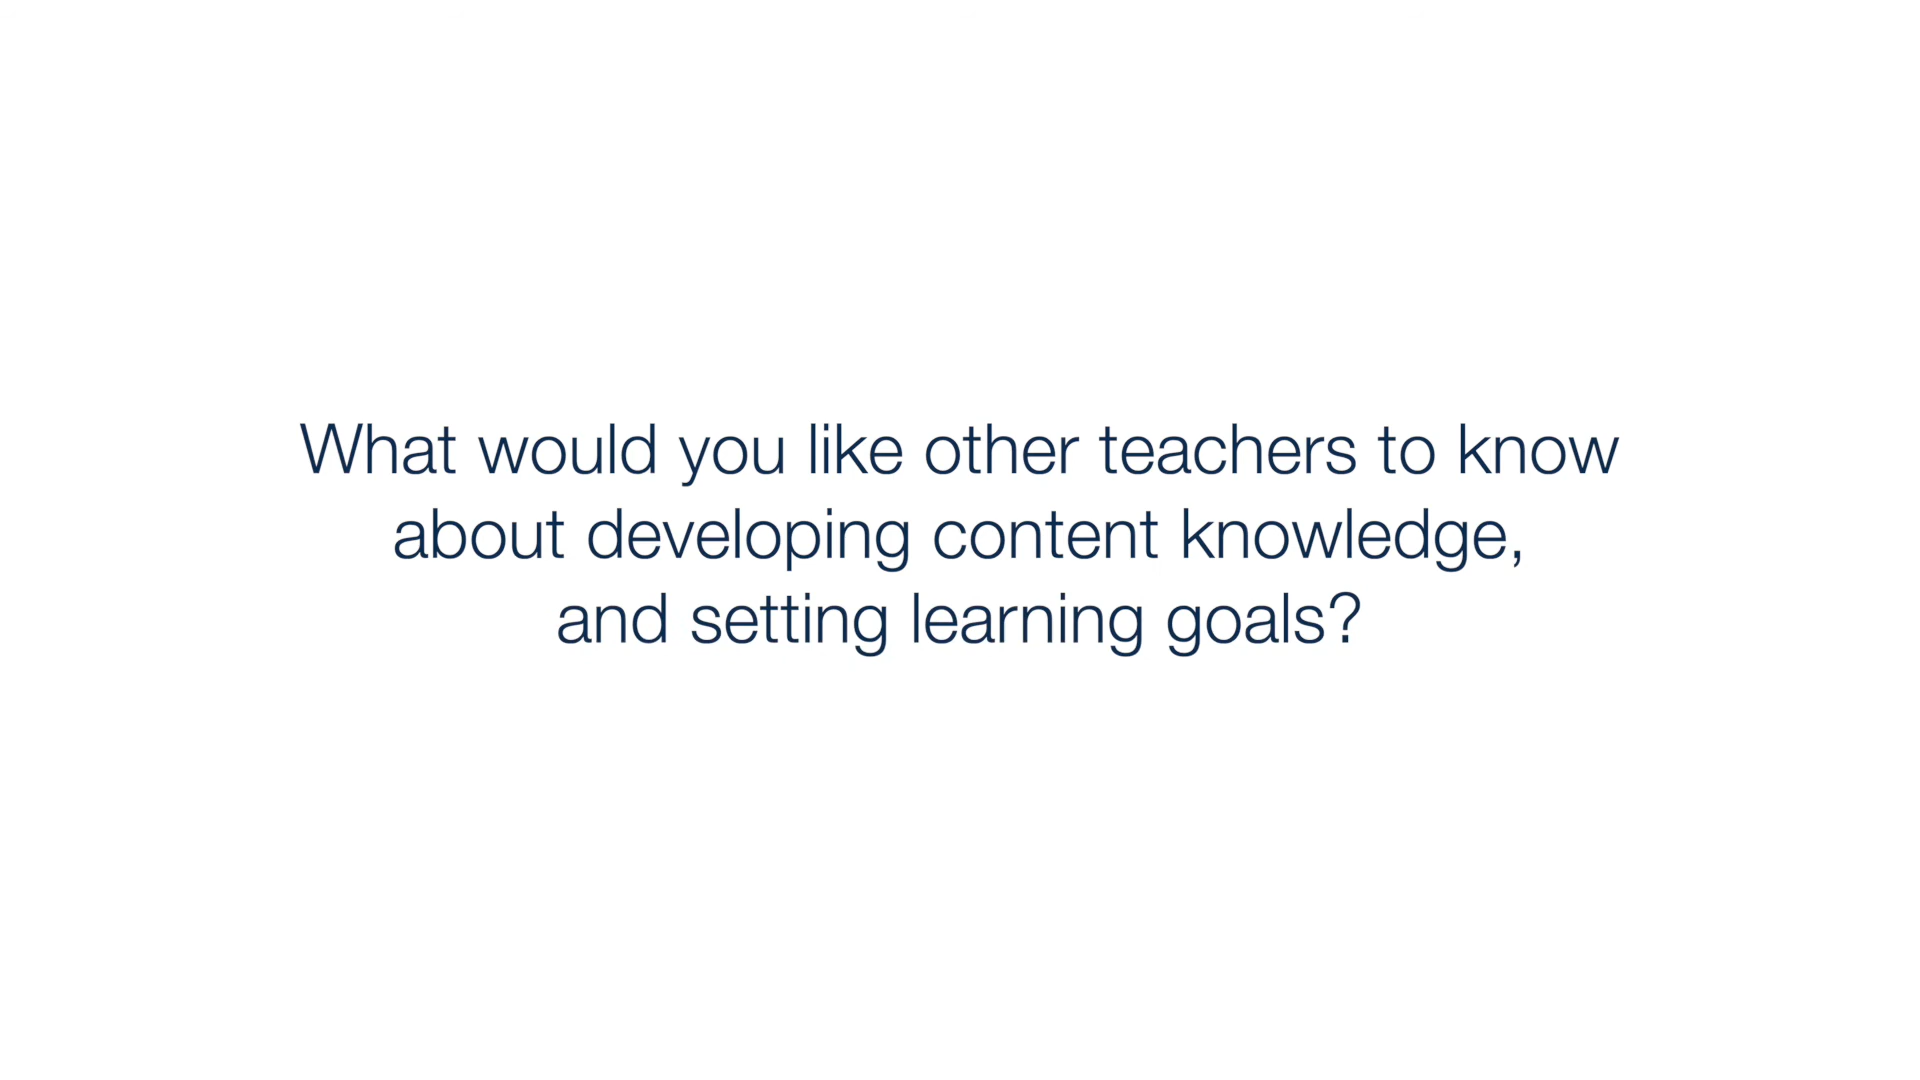 What would you like other teachers to know
about developing content knowledge,
and setting learning goals?